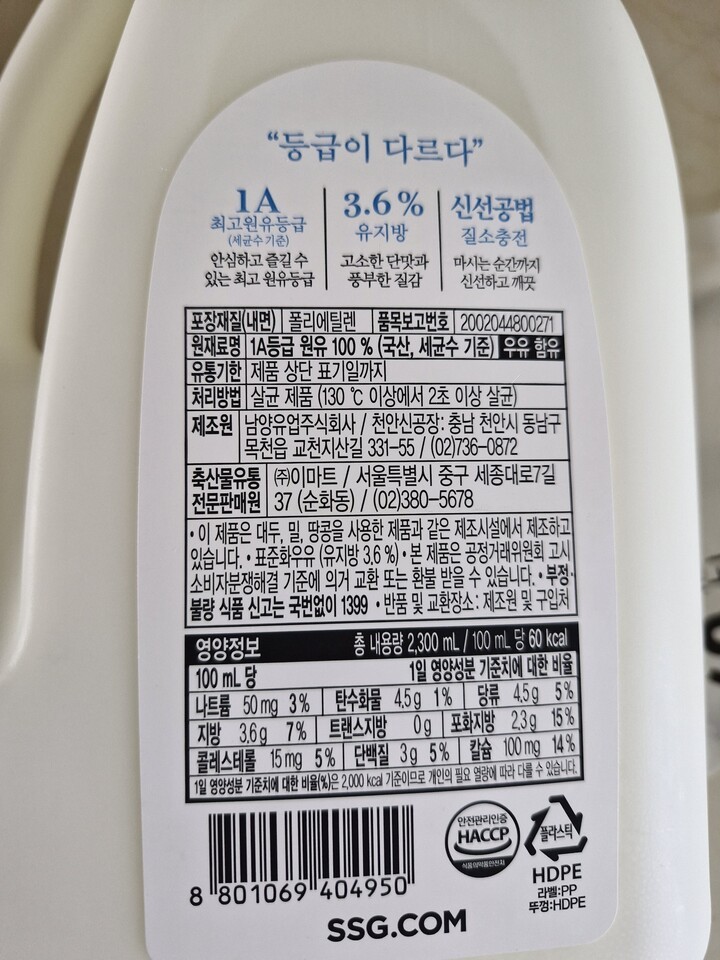 “등급이 다르다”
1A
최고원유등급
(세균수 기준)
안심하고 즐길 수
있는 최고 원유등급
3.6 %
유지방
고소한 단맛과
풍부한 질감
신선공법
질소충전
마시는 순간까지
신선하고 깨끗
포장재질(내면) 폴리에틸렌 품목보고번호 2002044800271
원재료명 1A등급 원유 100 % (국산, 세균수 기준) 우유 함유
유통기한 제품 상단 표기일까지
처리방법 살균 제품 (130 ℃ 이상에서 2초 이상 살균)
제조원 남양유업주식회사 / 천안신공장: 충남 천안시 동남구
목천읍 교천지산길 331-55 / (02)736-0872
축산물유통 ㈜이마트 / 서울특별시 중구 세종대로7길
전문판매원 37 (순화동) / (02)380-5678
• 이 제품은 대두, 밀, 땅콩을 사용한 제품과 같은 제조시설에서 제조하고
있습니다. • 표준화우유 (유지방 3.6 %) • 본 제품은 공정거래위원회 고시
소비자분쟁해결 기준에 의거 교환 또는 환불 받을 수 있습니다. • 부정·
불량 식품 신고는 국번없이 1399 • 반품 및 교환장소: 제조원 및 구입처
영양정보 총 내용량 2,300 mL / 100 mL 당 60 kcal
100 mL 당 1일 영양성분 기준치에 대한 비율
나트륨 50 mg 3 % 탄수화물 4.5 g 1 % 당류 4.5 g 5 %
지방 3.6 g 7 % 트랜스지방 0 g 포화지방 2.3 g 15 %
콜레스테롤 15 mg 5 % 단백질 3 g 5 % 칼슘 100 mg 14 %
1일 영양성분 기준치에 대한 비율(%)은 2,000 kcal 기준이므로 개인의 필요 열량에 따라 다를 수 있습니다.
안전관리인증
HACCP
식품의약품안전처
플라스틱
HDPE
라벨:PP
뚜껑:HDPE
8 801069 404950
SSG.COM